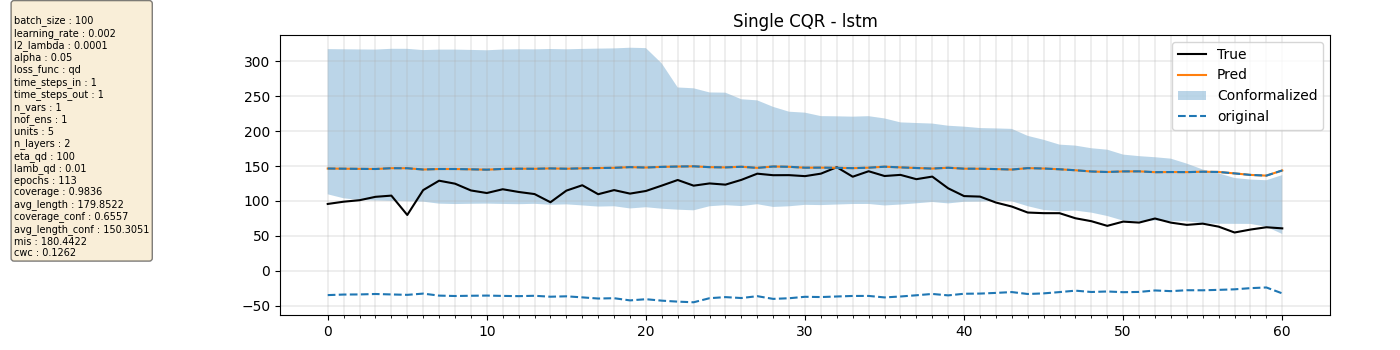 batch_size : 100
learning_rate : 0.002
l2_lambda : 0.0001
alpha : 0.05
loss_func : qd
time_steps_in : 1
time_steps_out : 1
n_vars : 1
nof_ens : 1
units : 5
n_layers : 2
eta_qd : 100
lamb_qd : 0.01
epochs : 113
coverage : 0.9836
avg_length : 179.8522
coverage_conf : 0.6557
avg_length_conf : 150.3051
mis : 180.4422
cwc : 0.1262
Single CQR - lstm
True
Pred
Conformalized
original
300
250
200
150
100
50
0
−50
0 10 20 30 40 50 60